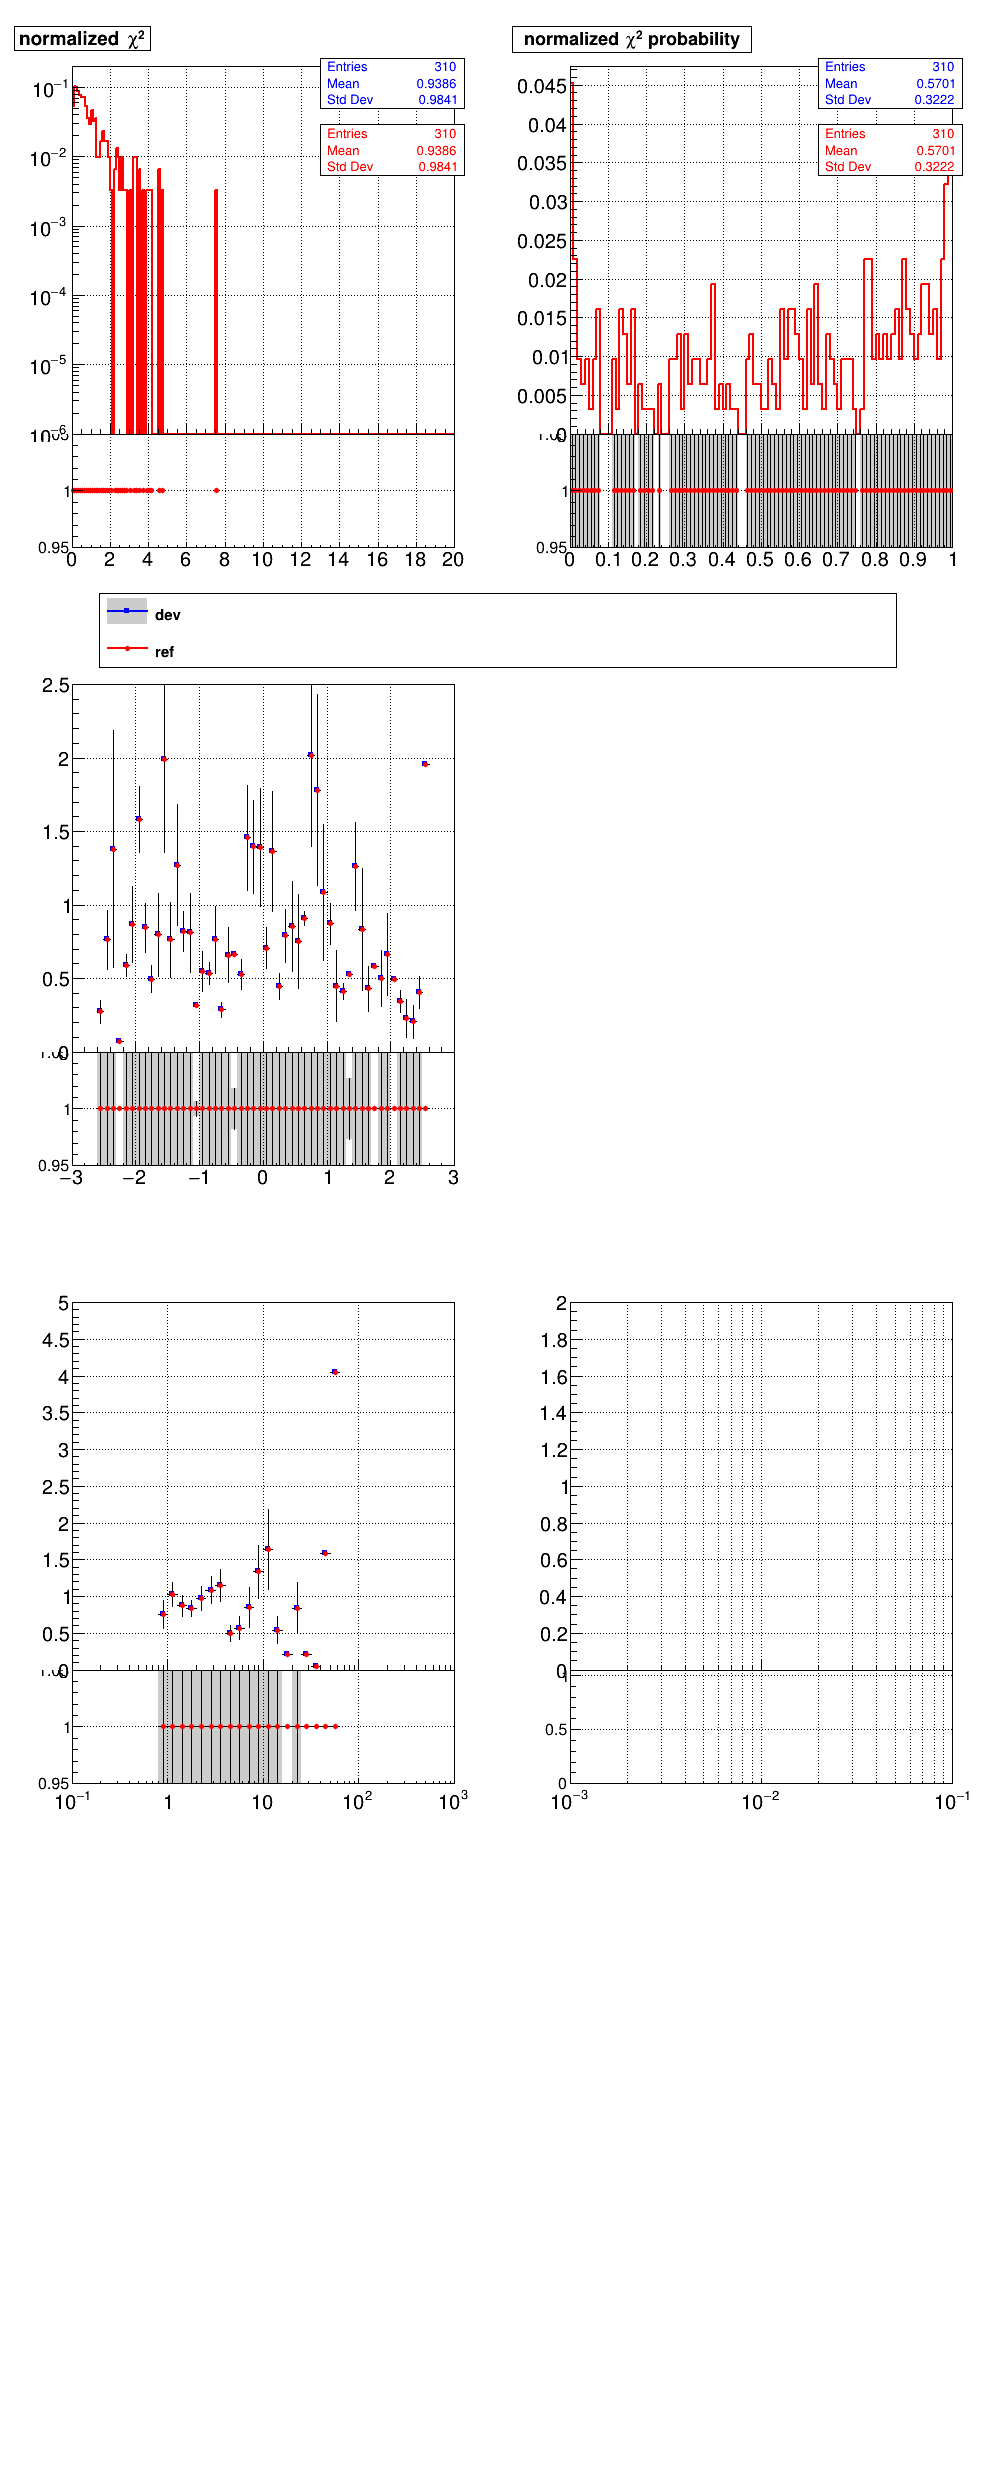 normalized χ²
normalized χ² probability
Entries 310
Mean 0.9386
Std Dev 0.9841
Entries 310
Mean 0.9386
Std Dev 0.9841
10⁻¹
10⁻²
10⁻³
10⁻⁴
10⁻⁵
10⁻⁶
1
0.95
0 2 4 6 8 10 12 14 16 18 20
Entries 310
Mean 0.5701
Std Dev 0.3222
Entries 310
Mean 0.5701
Std Dev 0.3222
0.045
0.04
0.035
0.03
0.025
0.02
0.015
0.01
0.005
0
1
0.95
0 0.1 0.2 0.3 0.4 0.5 0.6 0.7 0.8 0.9 1
dev
ref
2.5
2
1.5
1
0.5
0
1
0.95
−3 −2 −1 0 1 2 3
5
4.5
4
3.5
3
2.5
2
1.5
1
0.5
0
1
0.95
10⁻¹ 1 10 10² 10³
2
1.8
1.6
1.4
1.2
1
0.8
0.6
0.4
0.2
0
1
0.5
0
10⁻³ 10⁻² 10⁻¹